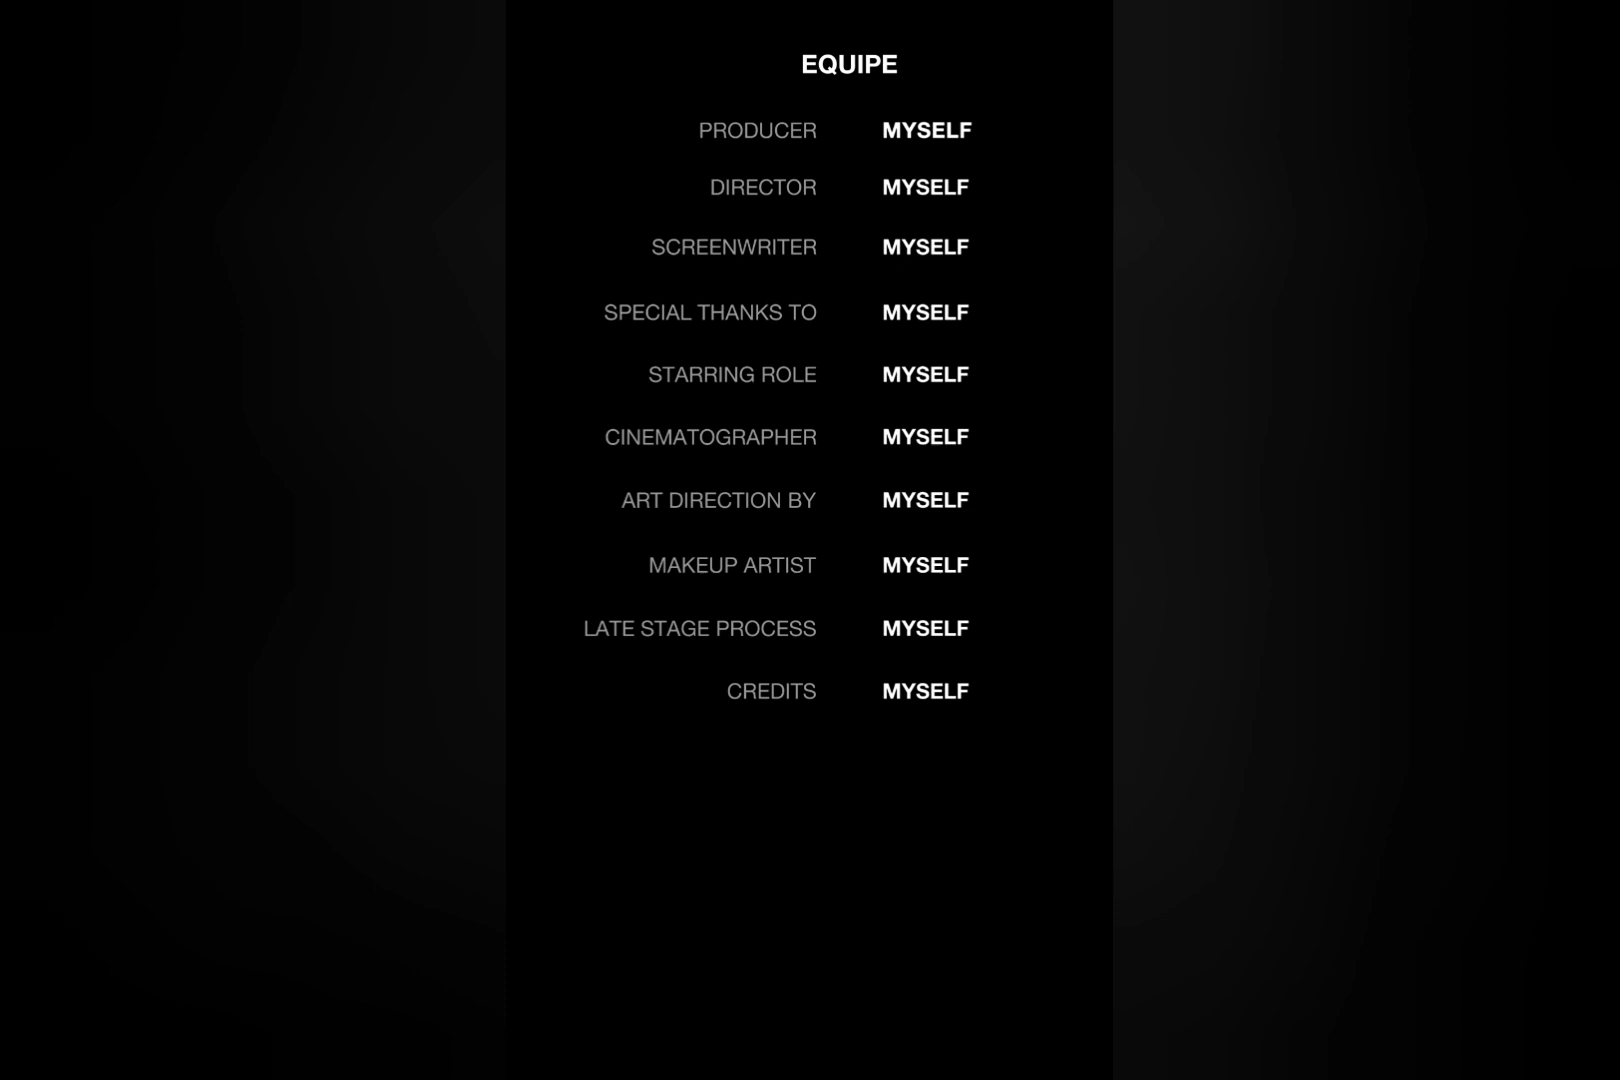 EQUIPE
PRODUCER MYSELF
DIRECTOR MYSELF
SCREENWRITER MYSELF
SPECIAL THANKS TO MYSELF
STARRING ROLE MYSELF
CINEMATOGRAPHER MYSELF
ART DIRECTION BY MYSELF
MAKEUP ARTIST MYSELF
LATE STAGE PROCESS MYSELF
CREDITS MYSELF